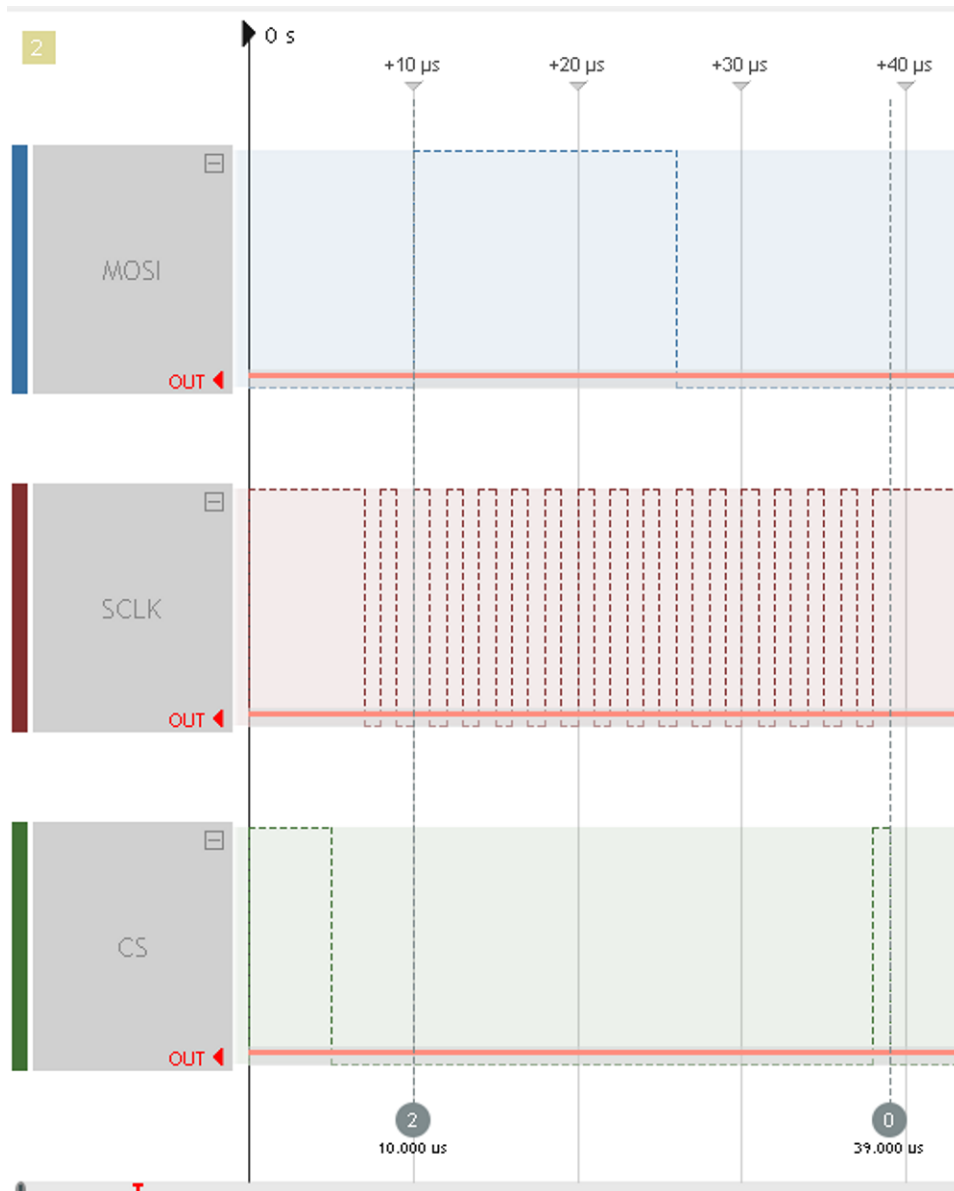 2
0 s
+10 µs
+20 µs
+30 µs
+40 µs
MOSI
OUT
SCLK
OUT
CS
OUT
2
0
10.000 us
39.000 us
T